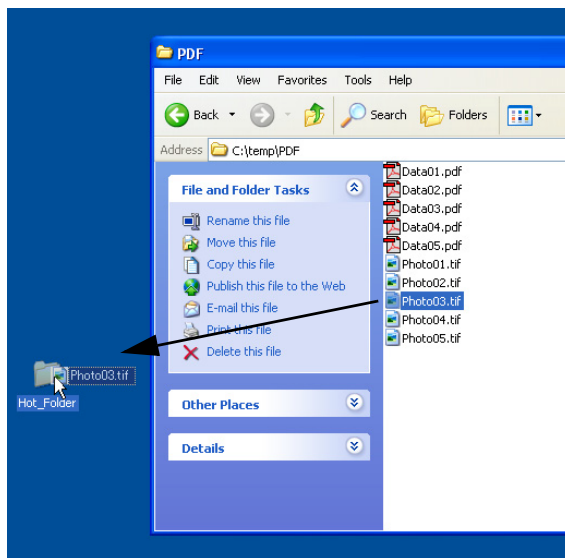 PDF
File Edit View Favorites Tools Help
Back Search Folders
Address C:\temp\PDF
File and Folder Tasks
Rename this file
Move this file
Copy this file
Publish this file to the Web
E-mail this file
Print this file
Delete this file
Other Places
Details
Data01.pdf
Data02.pdf
Data03.pdf
Data04.pdf
Data05.pdf
Photo01.tif
Photo02.tif
Photo03.tif
Photo04.tif
Photo05.tif
Photo03.tif
Hot_Folder